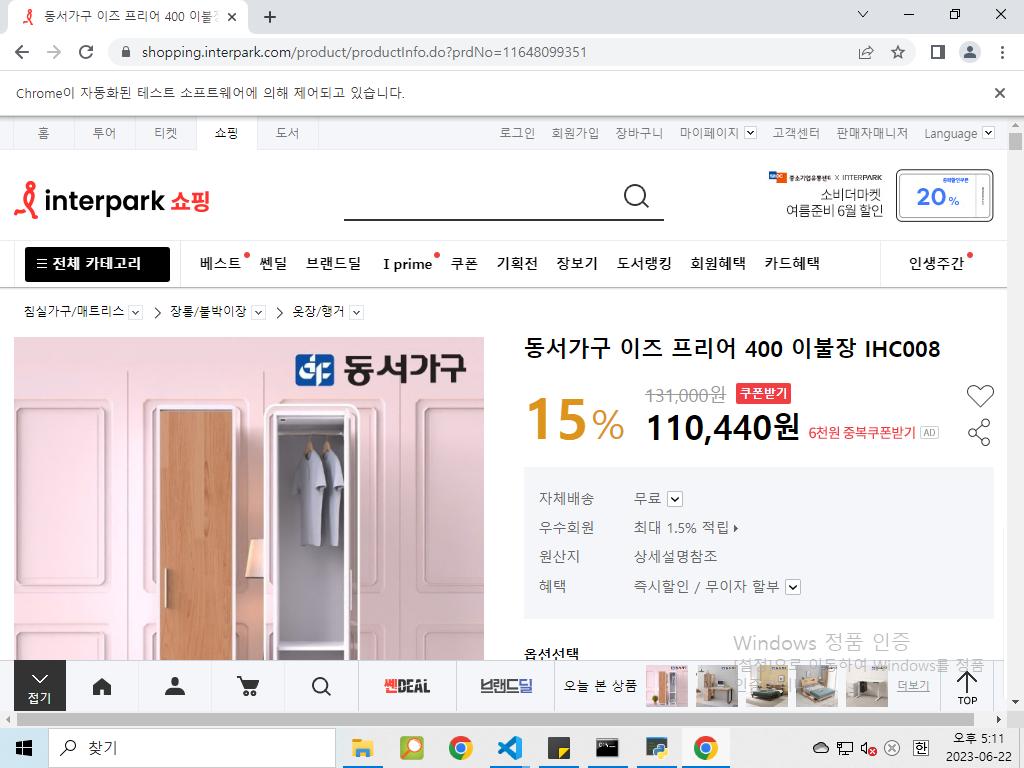 동서가구 이즈 프리어 400 이불장
shopping.interpark.com/product/productInfo.do?prdNo=11648099351
Chrome이 자동화된 테스트 소프트웨어에 의해 제어되고 있습니다.
홈 투어 티켓 쇼핑 도서 로그인 회원가입 장바구니 마이페이지 고객센터 판매자매니저 Language
interpark 쇼핑
중소기업유통센터 X INTERPARK
소비더마켓
여름준비 6월 할인
20%
전체 카테고리 베스트 쎈딜 브랜드딜 I prime 쿠폰 기획전 장보기 도서랭킹 회원혜택 카드혜택 인생주간
침실가구/매트리스 장롱/붙박이장 옷장/행거
동서가구
동서가구 이즈 프리어 400 이불장 IHC008
15%
131,000원 쿠폰받기
110,440원 6천원 중복쿠폰받기 AD
자체배송 무료
우수회원 최대 1.5% 적립
원산지 상세설명참조
혜택 즉시할인 / 무이자 할부
옵션선택
Windows 정품 인증
[설정]으로 이동하여 Windows를 정품
접기
쎈DEAL 브랜드딜 오늘 본 상품 더보기 TOP
찾기
한
오후 5:11
2023-06-22